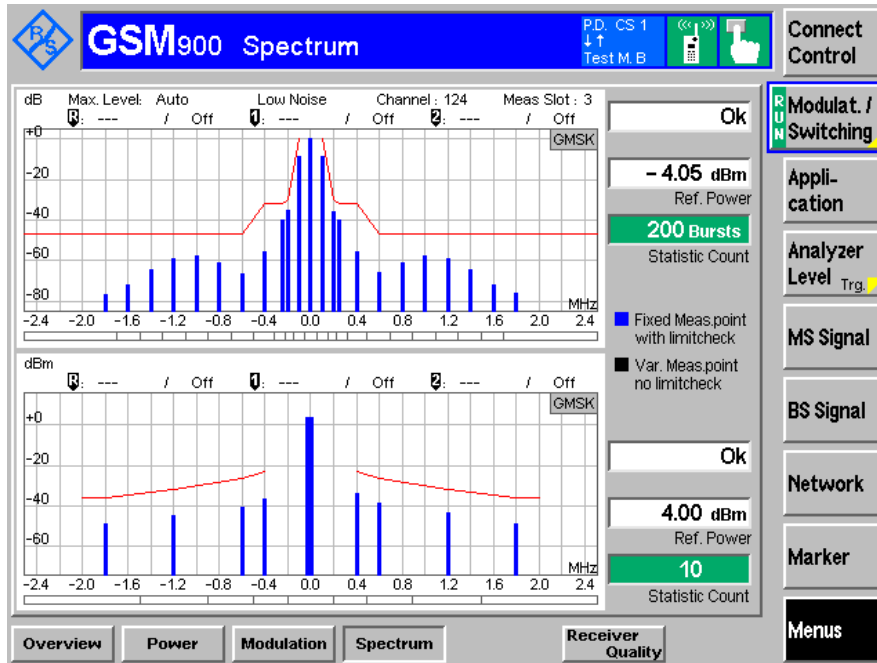 R/S
GSM900 Spectrum
P.D. CS 1
↓↑
Test M. B
Connect
Control
dB Max. Level: Auto Low Noise Channel : 124 Meas Slot : 3
R: --- / Off 1: --- / Off 2: --- / Off
GMSK
+0
-20
-40
-60
-80
MHz
-2.4 -2.0 -1.6 -1.2 -0.8 -0.4 0.0 0.4 0.8 1.2 1.6 2.0 2.4
Ok
– 4.05 dBm
Ref. Power
200 Bursts
Statistic Count
Fixed Meas.point
with limitcheck
Var. Meas.point
no limitcheck
dBm
R: --- / Off 1: --- / Off 2: --- / Off
GMSK
+0
-20
-40
-60
MHz
-2.4 -2.0 -1.6 -1.2 -0.8 -0.4 0.0 0.4 0.8 1.2 1.6 2.0 2.4
Ok
4.00 dBm
Ref. Power
10
Statistic Count
RUN
Modulat. /
Switching
Appli-
cation
Analyzer
Level Trg.
MS Signal
BS Signal
Network
Marker
Menus
Overview Power Modulation Spectrum Receiver
Quality